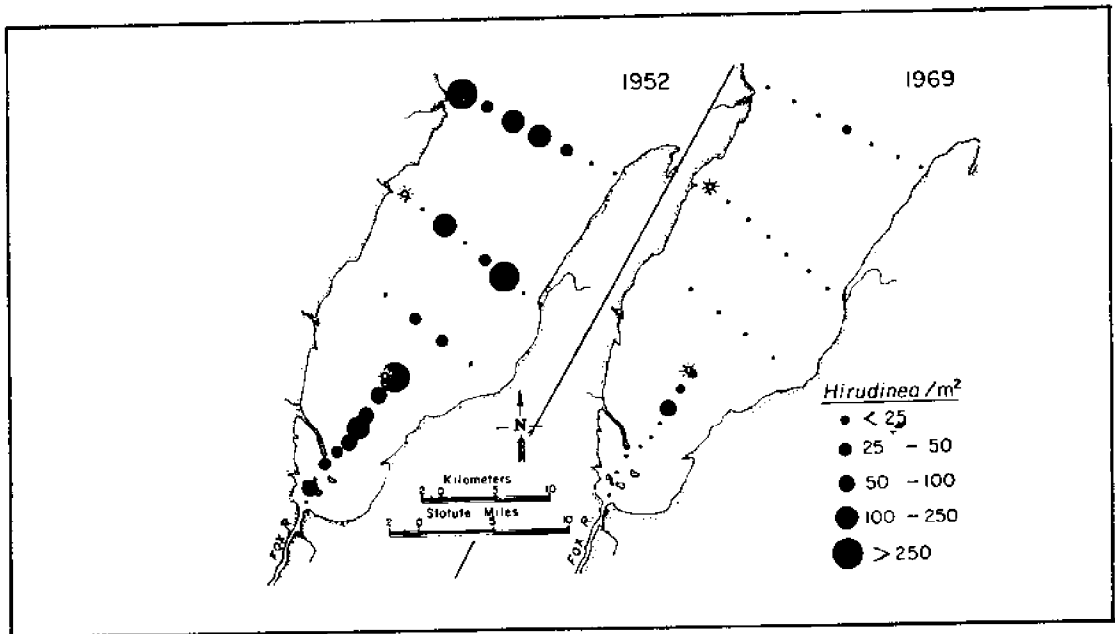 1952
1969
Hirudinea/m²
< 25
25 - 50
50 - 100
100 - 250
> 250
N
Kilometers
2 0 5 10
Statute Miles
2 0 5 10
FOX R.
FOX R.